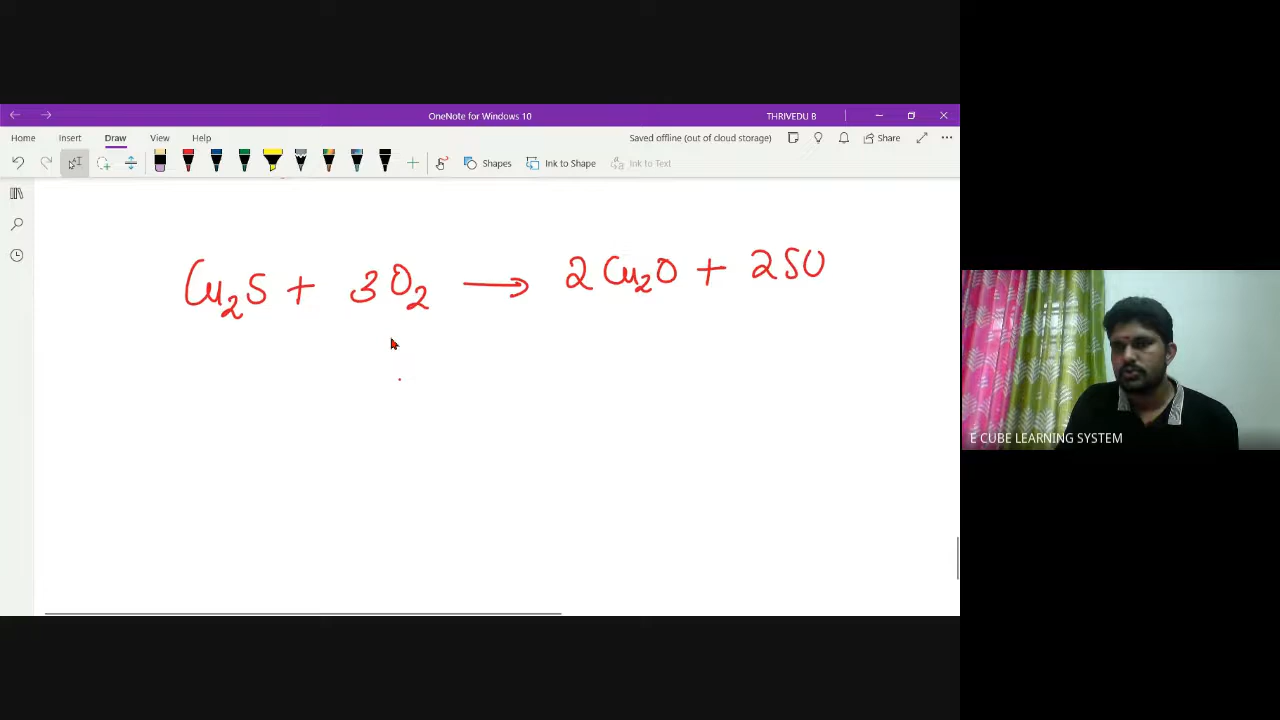 OneNote for Windows 10
THRIVEDU B
Home Insert Draw View Help
Saved offline (out of cloud storage)
Share
Shapes
Ink to Shape
Ink to Text
Cu₂S + 3O₂ → 2Cu₂O + 2SO
E CUBE LEARNING SYSTEM